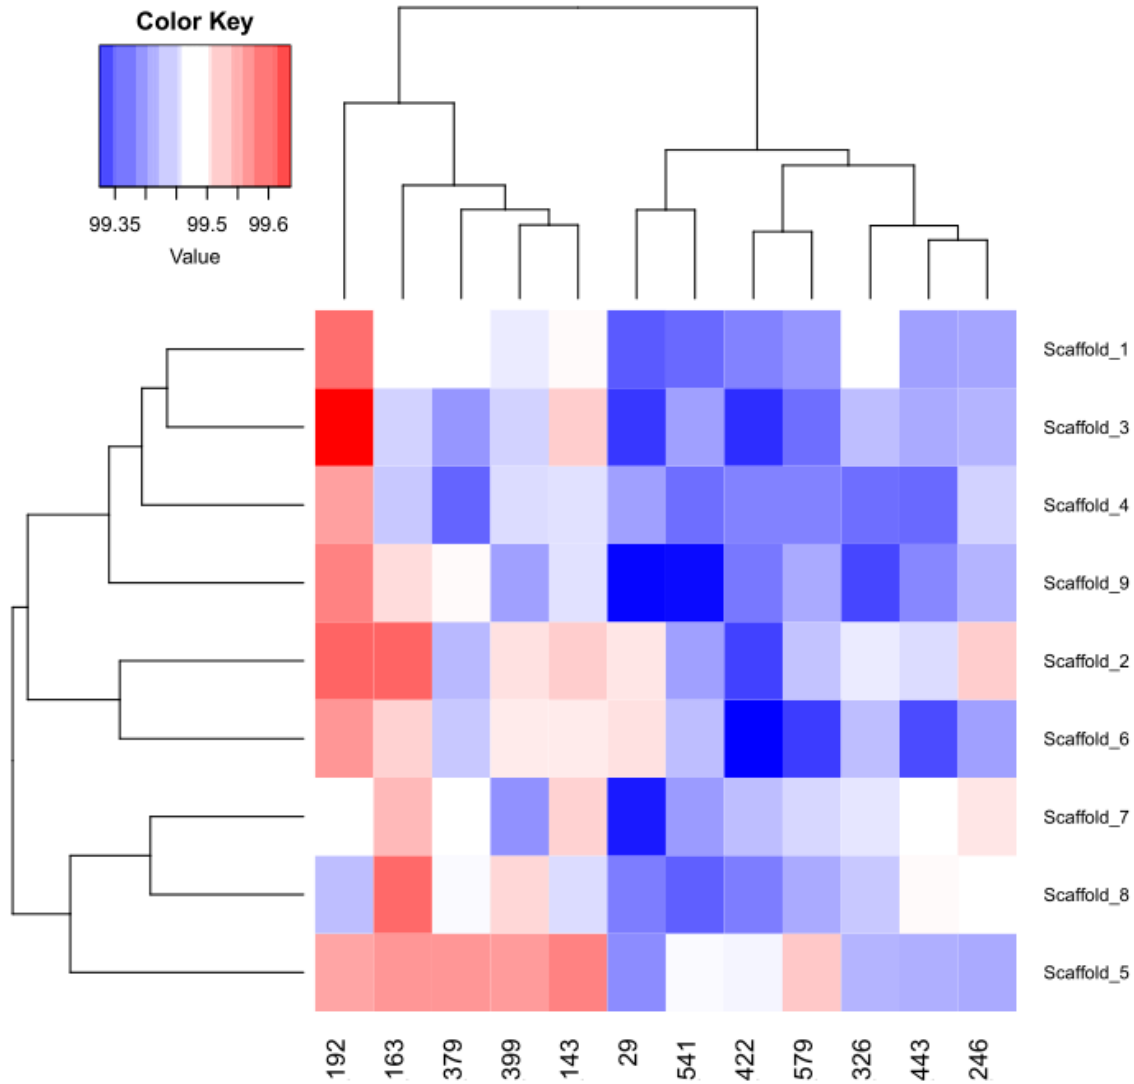 Color Key
99.35 99.5 99.6
Value
Scaffold_1
Scaffold_3
Scaffold_4
Scaffold_9
Scaffold_2
Scaffold_6
Scaffold_7
Scaffold_8
Scaffold_5
192 163 379 399 143 29 541 422 579 326 443 246